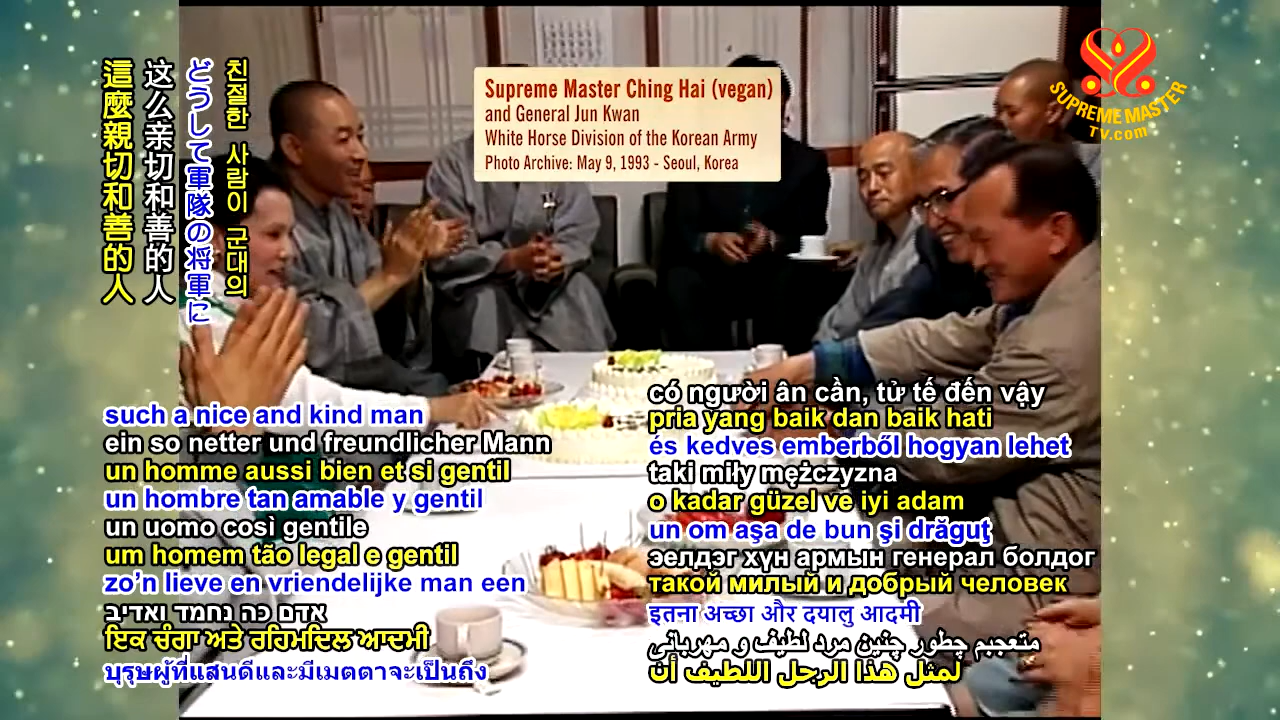 Supreme Master Ching Hai (vegan)
and General Jun Kwan
White Horse Division of the Korean Army
Photo Archive: May 9, 1993 - Seoul, Korea
SUPREME MASTER
TV.com
친절한 사람이 군대의
どうして軍隊の将軍に
这么亲切和善的人
這麼親切和善的人
such a nice and kind man
ein so netter und freundlicher Mann
un homme aussi bien et si gentil
un hombre tan amable y gentil
un uomo così gentile
um homem tão legal e gentil
zo’n lieve en vriendelijke man een
אדם כה נחמד ואדיב
ਇਕ ਚੰਗਾ ਅਤੇ ਰਹਿਮਦਿਲ ਆਦਮੀ
บุรุษผู้ที่แสนดีและมีเมตตาจะเป็นถึง
có người ân cần, tử tế đến vậy
pria yang baik dan baik hati
és kedves emberből hogyan lehet
taki miły mężczyzna
o kadar güzel ve iyi adam
un om aşa de bun şi drăguţ
эелдэг хүн армын генерал болдог
такой милый и добрый человек
इतना अच्छा और दयालु आदमी
متعجبم چطور چنین مرد لطیف و مهربانی
لمثل هذا الرجل اللطيف أن